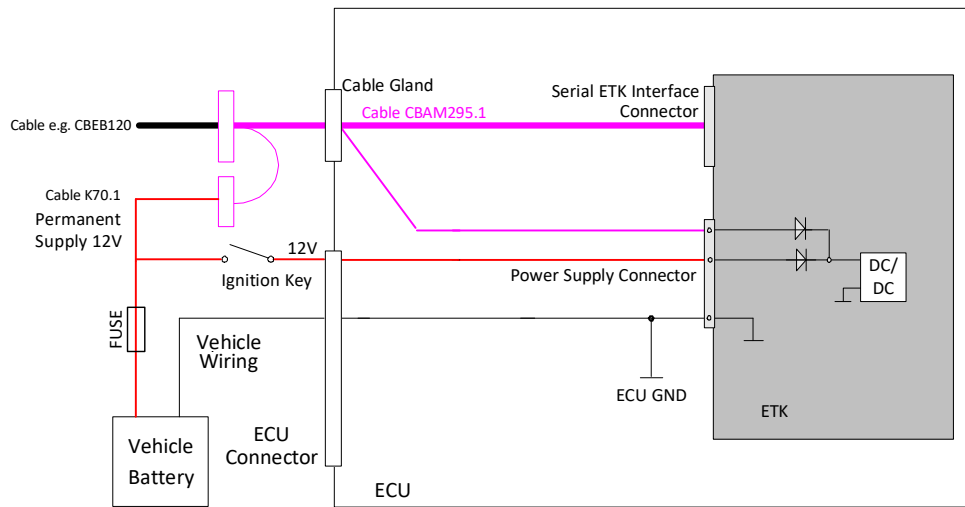 Cable Gland
Serial ETK Interface
Connector
Cable CBAM295.1
Cable e.g. CBEB120
Cable K70.1
Permanent
Supply 12V
12V
Ignition Key
Power Supply Connector
DC/
DC
FUSE
Vehicle
Wiring
ECU GND
ETK
ECU
Connector
Vehicle
Battery
ECU